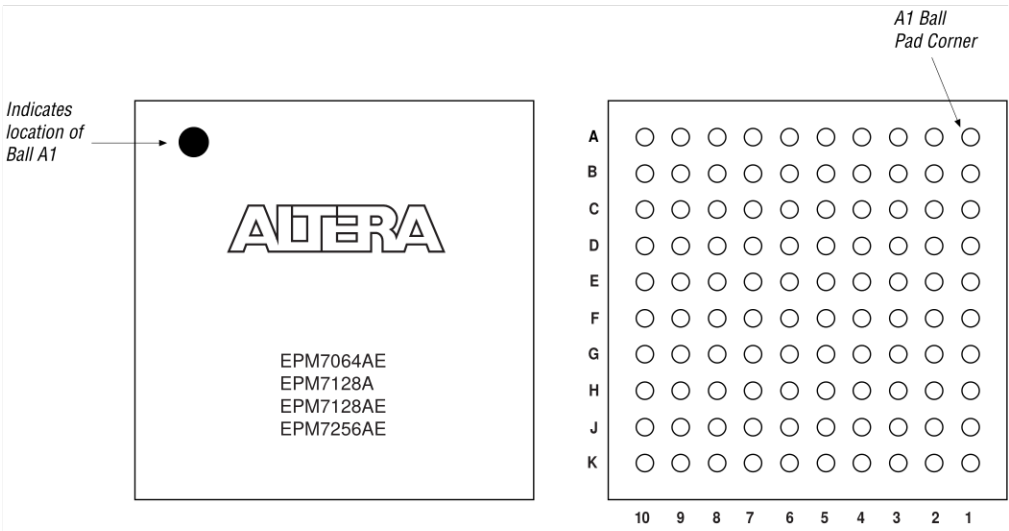 A1 Ball
Pad Corner
Indicates
location of
Ball A1
ALTERA
EPM7064AE
EPM7128A
EPM7128AE
EPM7256AE
A
B
C
D
E
F
G
H
J
K
10 9 8 7 6 5 4 3 2 1